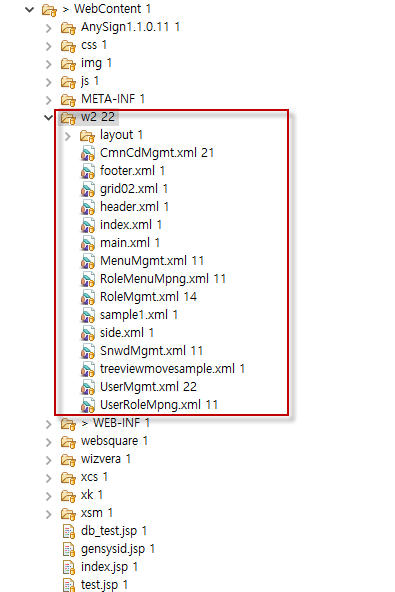 > WebContent 1
AnySign1.1.0.11 1
css 1
img 1
js 1
META-INF 1
w2 22
layout 1
CmnCdMgmt.xml 21
footer.xml 1
grid02.xml 1
header.xml 1
index.xml 1
main.xml 1
MenuMgmt.xml 11
RoleMenuMpng.xml 11
RoleMgmt.xml 14
sample1.xml 1
side.xml 1
SnwdMgmt.xml 11
treeviewmovesample.xml 1
UserMgmt.xml 22
UserRoleMpng.xml 11
> WEB-INF 1
websquare 1
wizvera 1
xcs 1
xk 1
xsm 1
db_test.jsp 1
gensysid.jsp 1
index.jsp 1
test.jsp 1